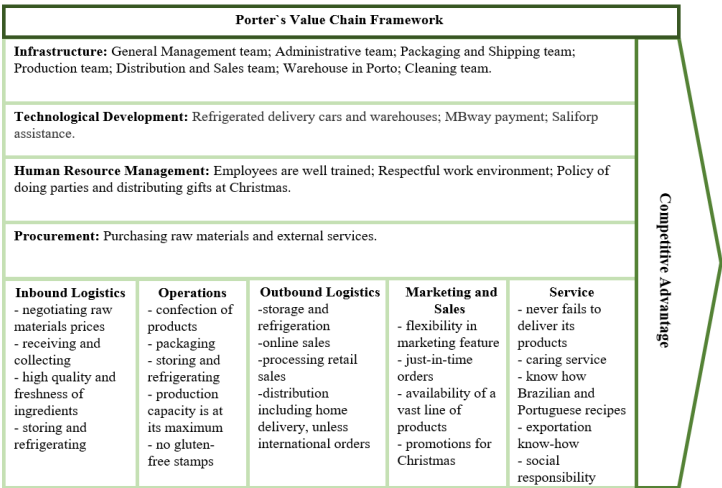 Porter`s Value Chain Framework
Infrastructure: General Management team; Administrative team; Packaging and Shipping team;
Production team; Distribution and Sales team; Warehouse in Porto; Cleaning team.
Technological Development: Refrigerated delivery cars and warehouses; MBway payment; Saliforp
assistance.
Human Resource Management: Employees are well trained; Respectful work environment; Policy of
doing parties and distributing gifts at Christmas.
Procurement: Purchasing raw materials and external services.
Inbound Logistics
- negotiating raw
materials prices
- receiving and
collecting
- high quality and
freshness of
ingredients
- storing and
refrigerating
Operations
- confection of
products
- packaging
- storing and
refrigerating
- production
capacity is at
its maximum
- no gluten-
free stamps
Outbound Logistics
-storage and
refrigeration
-online sales
-processing retail
sales
-distribution
including home
delivery, unless
international orders
Marketing and
Sales
- flexibility in
marketing feature
- just-in-time
orders
- availability of a
vast line of
products
- promotions for
Christmas
Service
- never fails to
deliver its
products
- caring service
- know how
Brazilian and
Portuguese recipes
- exportation
know-how
- social
responsibility
Competitive Advantage